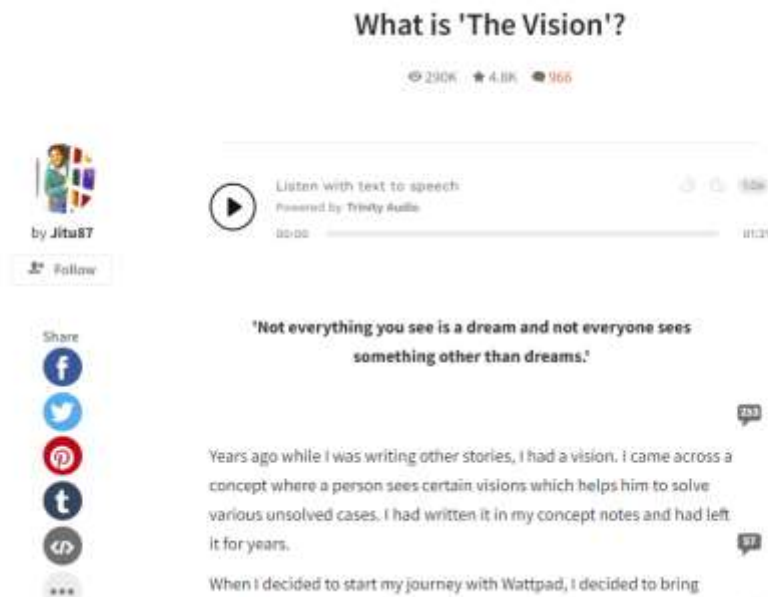 What is 'The Vision'?
290K 4.8K 966
Listen with text to speech
Powered by Trinity Audio
00:00
by Jitu87
Follow
Share
'Not everything you see is a dream and not everyone sees
something other than dreams.'
Years ago while I was writing other stories, I had a vision. I came across a
concept where a person sees certain visions which helps him to solve
various unsolved cases. I had written it in my concept notes and had left
it for years.
57
When I decided to start my journey with Wattpad, I decided to bring